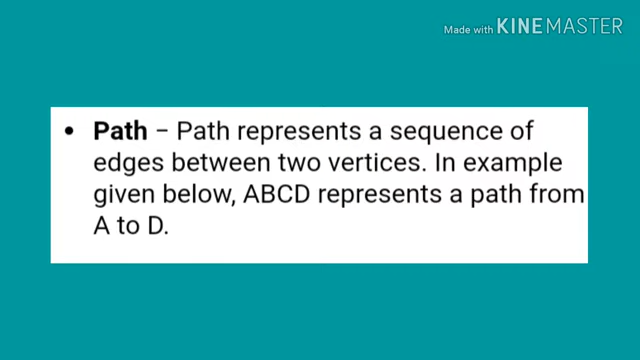 Made with KINEMASTER
• Path – Path represents a sequence of
edges between two vertices. In example
given below, ABCD represents a path from
A to D.